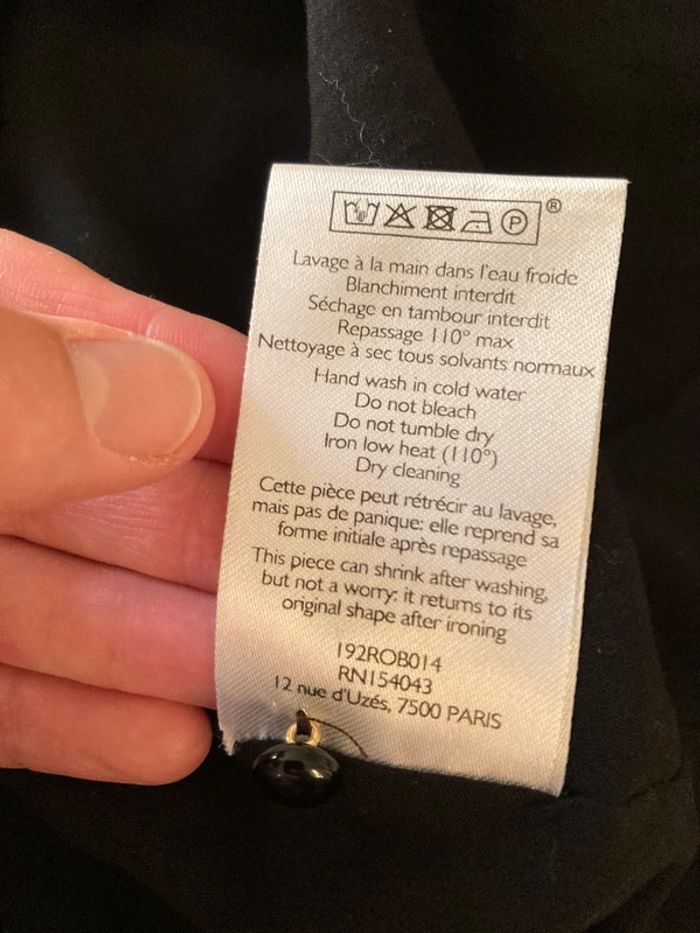 P ®
Lavage à la main dans l'eau froide
Blanchiment interdit
Séchage en tambour interdit
Repassage 110° max
Nettoyage à sec tous solvants normaux
Hand wash in cold water
Do not bleach
Do not tumble dry
Iron low heat (110°)
Dry cleaning
Cette pièce peut rétrécir au lavage,
mais pas de panique: elle reprend sa
forme initiale après repassage
This piece can shrink after washing,
but not a worry: it returns to its
original shape after ironing
192ROB014
RN154043
12 rue d'Uzés, 7500 PARIS